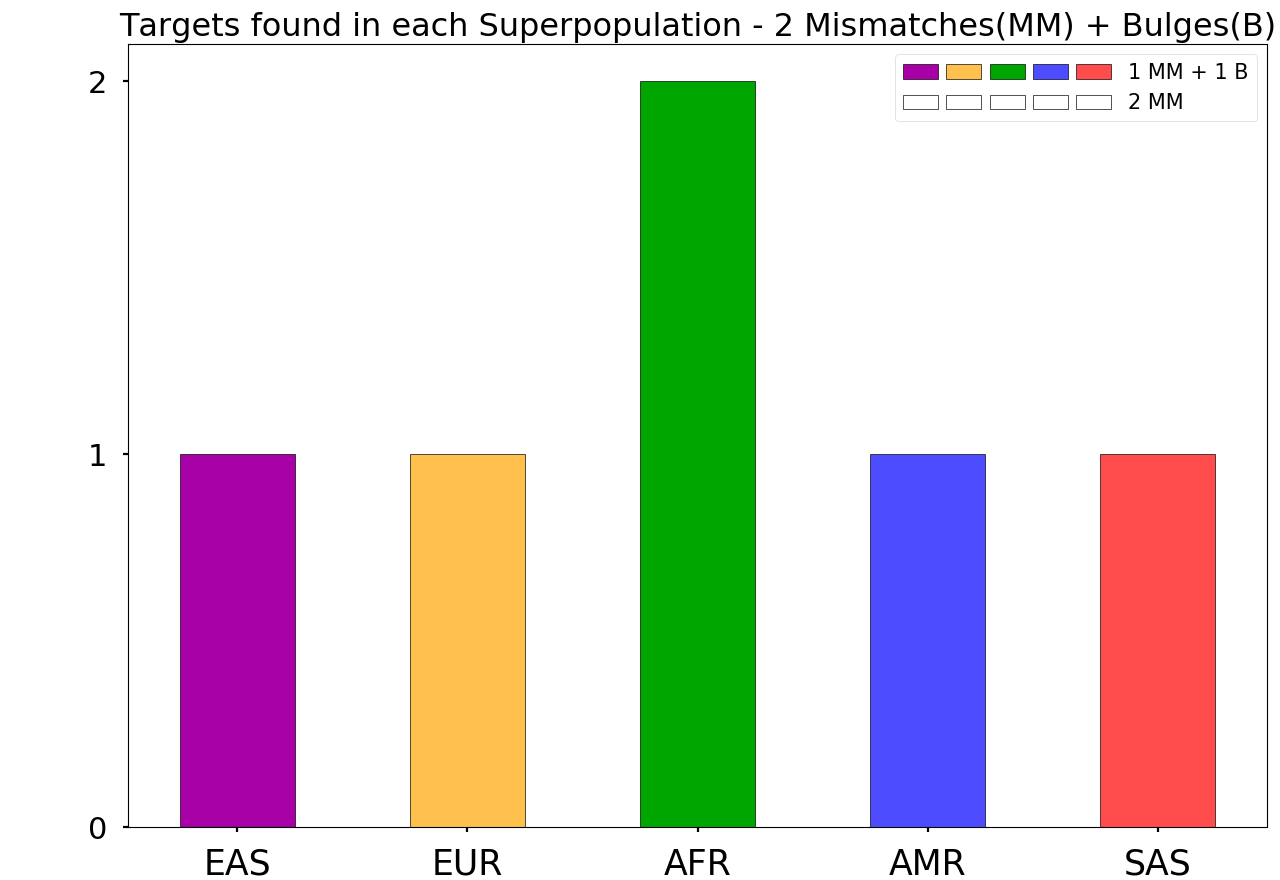 Targets found in each Superpopulation - 2 Mismatches(MM) + Bulges(B)
1 MM + 1 B
2 MM
2
1
0
EAS EUR AFR AMR SAS